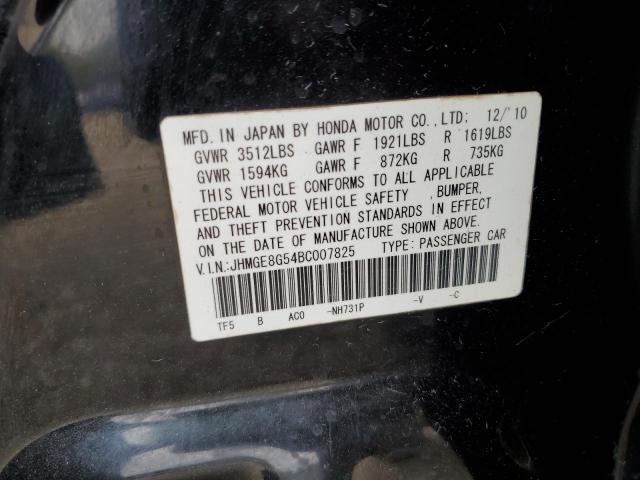 MFD. IN JAPAN BY HONDA MOTOR CO.,LTD; 12/'10
GVWR 3512LBS GAWR F 1921LBS R 1619LBS
GVWR 1594KG GAWR F 872KG R 735KG
THIS VEHICLE CONFORMS TO ALL APPLICABLE
FEDERAL MOTOR VEHICLE SAFETY ,BUMPER,
AND THEFT PREVENTION STANDARDS IN EFFECT
ON THE DATE OF MANUFACTURE SHOWN ABOVE.
V.I.N.:JHMGE8G54BC007825 TYPE: PASSENGER CAR
TF5 B AC0 -NH731P -V -C